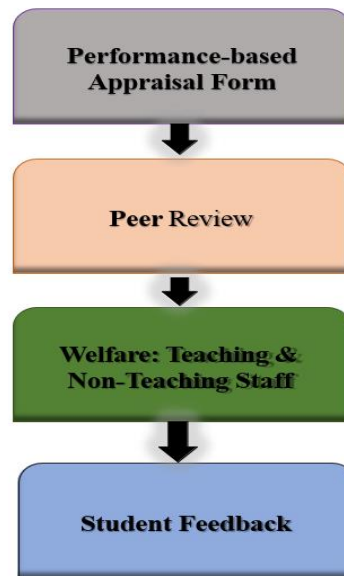 Performance-based
Appraisal Form
Peer Review
Welfare: Teaching &
Non-Teaching Staff
Student Feedback